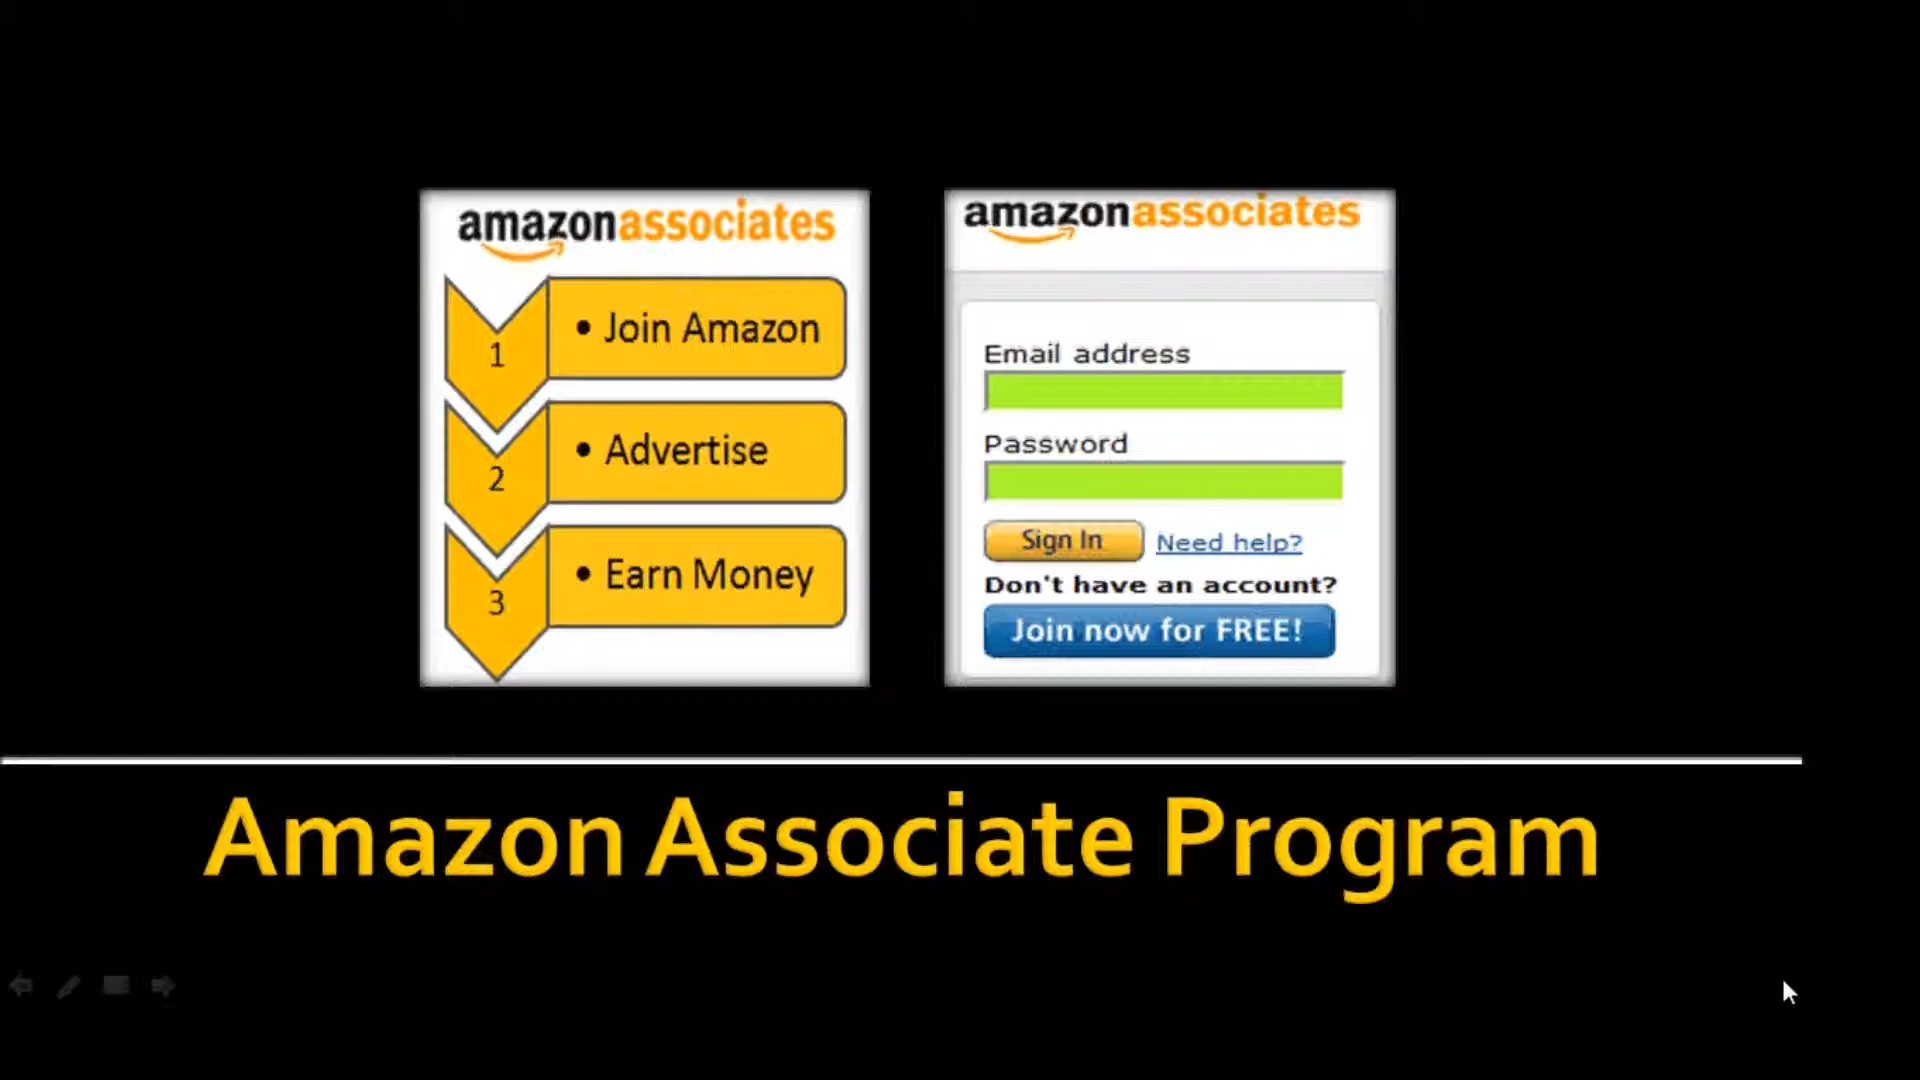 amazonassociates
1
• Join Amazon
2
• Advertise
3
• Earn Money
amazonassociates
Email address
Password
Sign In Need help?
Don't have an account?
Join now for FREE!
Amazon Associate Program